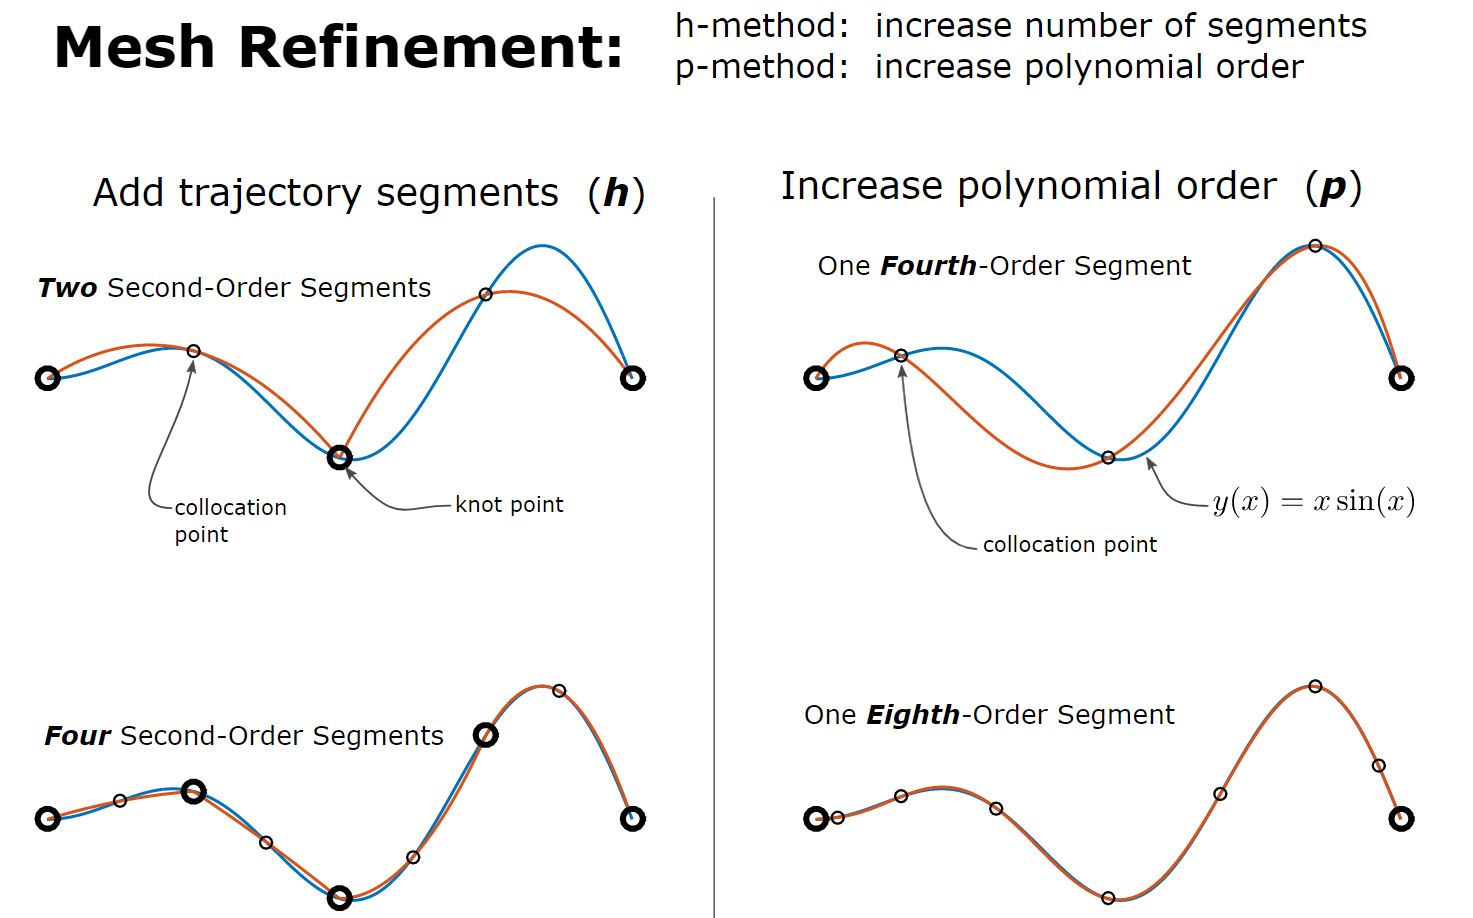 Mesh Refinement:
h-method: increase number of segments
p-method: increase polynomial order
Add trajectory segments (h)
Two Second-Order Segments
collocation
point
knot point
Four Second-Order Segments
Increase polynomial order (p)
One Fourth-Order Segment
y(x) = x sin(x)
collocation point
One Eighth-Order Segment